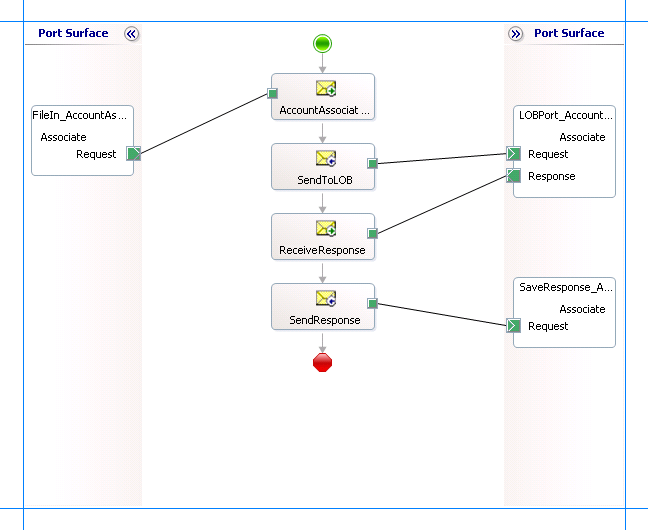 Port Surface
Port Surface
FileIn_AccountAs...
Associate
Request
AccountAssociat ...
SendToLOB
ReceiveResponse
SendResponse
LOBPort_Account...
Associate
Request
Response
SaveResponse_A...
Associate
Request